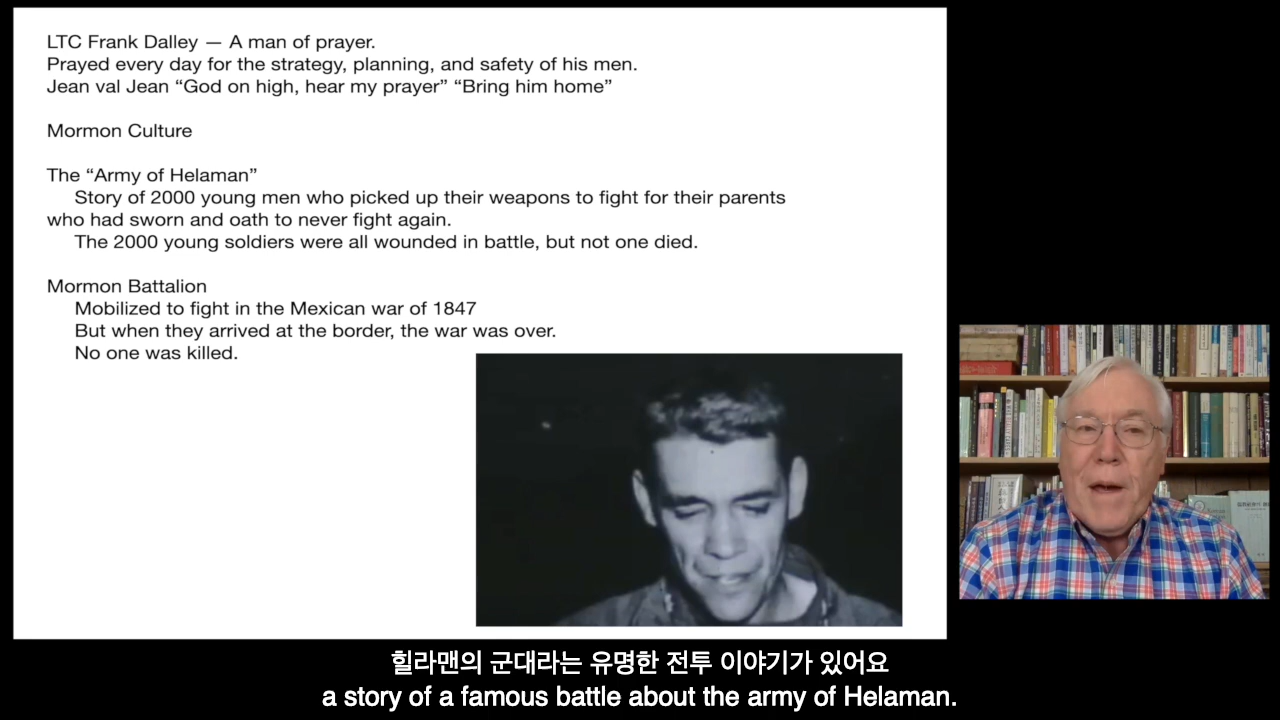 LTC Frank Dalley — A man of prayer.
Prayed every day for the strategy, planning, and safety of his men.
Jean val Jean “God on high, hear my prayer” “Bring him home”
Mormon Culture
The “Army of Helaman”
Story of 2000 young men who picked up their weapons to fight for their parents
who had sworn and oath to never fight again.
The 2000 young soldiers were all wounded in battle, but not one died.
Mormon Battalion
Mobilized to fight in the Mexican war of 1847
But when they arrived at the border, the war was over.
No one was killed.
힐라맨의 군대라는 유명한 전투 이야기가 있어요
a story of a famous battle about the army of Helaman.